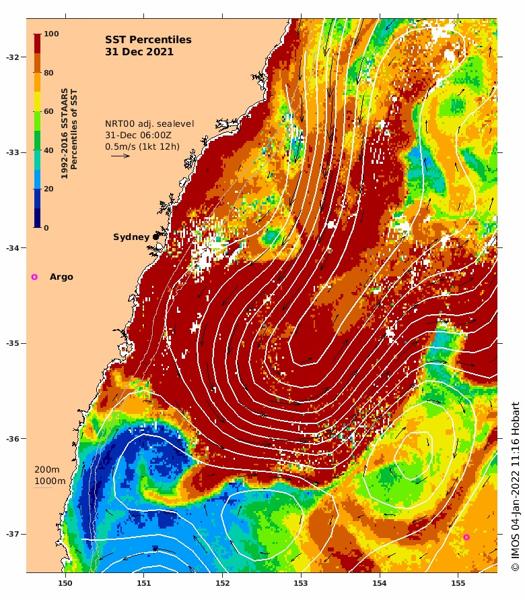 SST Percentiles
31 Dec 2021
100
80
60
40
20
0
1992-2016 SSTAARS
Percentiles of SST
NRT00 adj. sealevel
31-Dec 06:00Z
0.5m/s (1kt 12h)
Sydney
Argo
200m
1000m
-32
-33
-34
-35
-36
-37
150
151
152
153
154
155
© IMOS 04-Jan-2022 11:16 Hobart